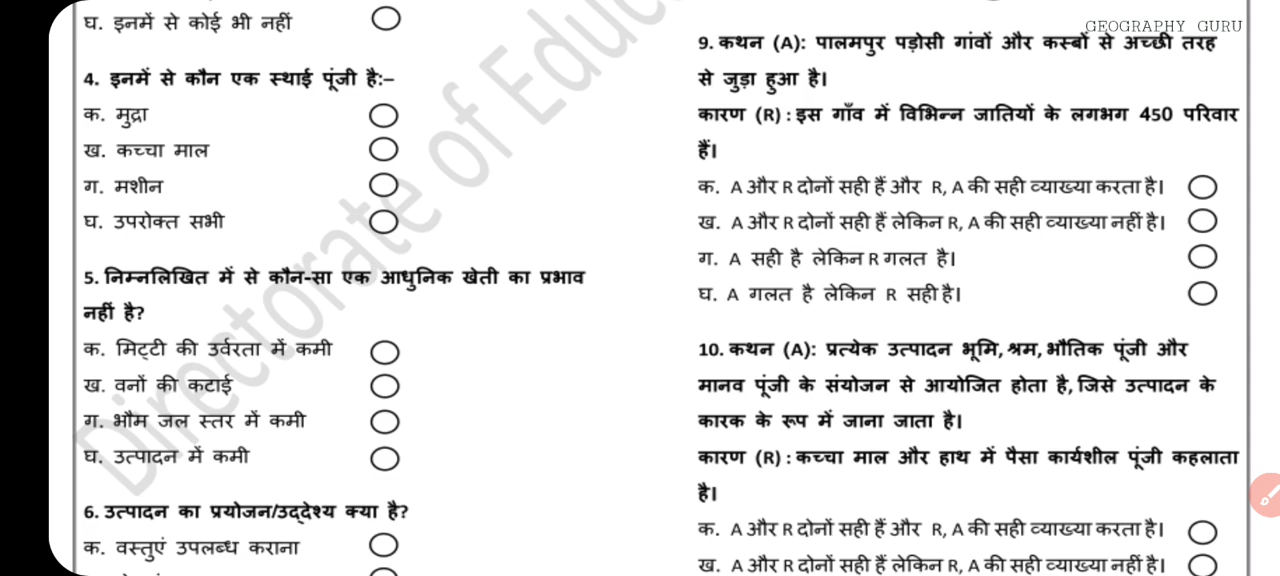 घ. इनमें से कोई भी नहीं
4. इनमें से कौन एक स्थाई पूंजी है:–
क. मुद्रा
ख. कच्चा माल
ग. मशीन
घ. उपरोक्त सभी
5. निम्नलिखित में से कौन-सा एक आधुनिक खेती का प्रभाव
नहीं है?
क. मिट्टी की उर्वरता में कमी
ख. वनों की कटाई
ग. भौम जल स्तर में कमी
घ. उत्पादन में कमी
6. उत्पादन का प्रयोजन/उद्देश्य क्या है?
क. वस्तुएं उपलब्ध कराना
GEOGRAPHY GURU
9. कथन (A): पालमपुर पड़ोसी गांवों और कस्बों से अच्छी तरह
से जुड़ा हुआ है।
कारण (R) : इस गाँव में विभिन्न जातियों के लगभग 450 परिवार
हैं।
क. A और R दोनों सही हैं और R, A की सही व्याख्या करता है।
ख. A और R दोनों सही हैं लेकिन R, A की सही व्याख्या नहीं है।
ग. A सही है लेकिन R गलत है।
घ. A गलत है लेकिन R सही है।
10. कथन (A): प्रत्येक उत्पादन भूमि, श्रम, भौतिक पूंजी और
मानव पूंजी के संयोजन से आयोजित होता है, जिसे उत्पादन के
कारक के रूप में जाना जाता है।
कारण (R) : कच्चा माल और हाथ में पैसा कार्यशील पूंजी कहलाता
है।
क. A और R दोनों सही हैं और R, A की सही व्याख्या करता है।
ख. A और R दोनों सही हैं लेकिन R, A की सही व्याख्या नहीं है।
Directorate of Educ